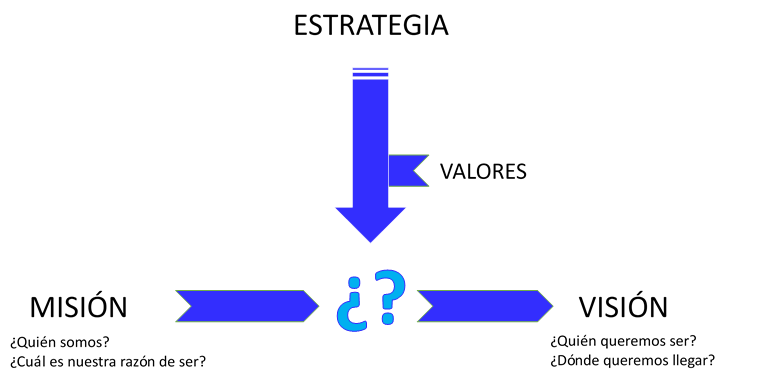 ESTRATEGIA
VALORES
¿?
MISIÓN
¿Quién somos?
¿Cuál es nuestra razón de ser?
VISIÓN
¿Quién queremos ser?
¿Dónde queremos llegar?